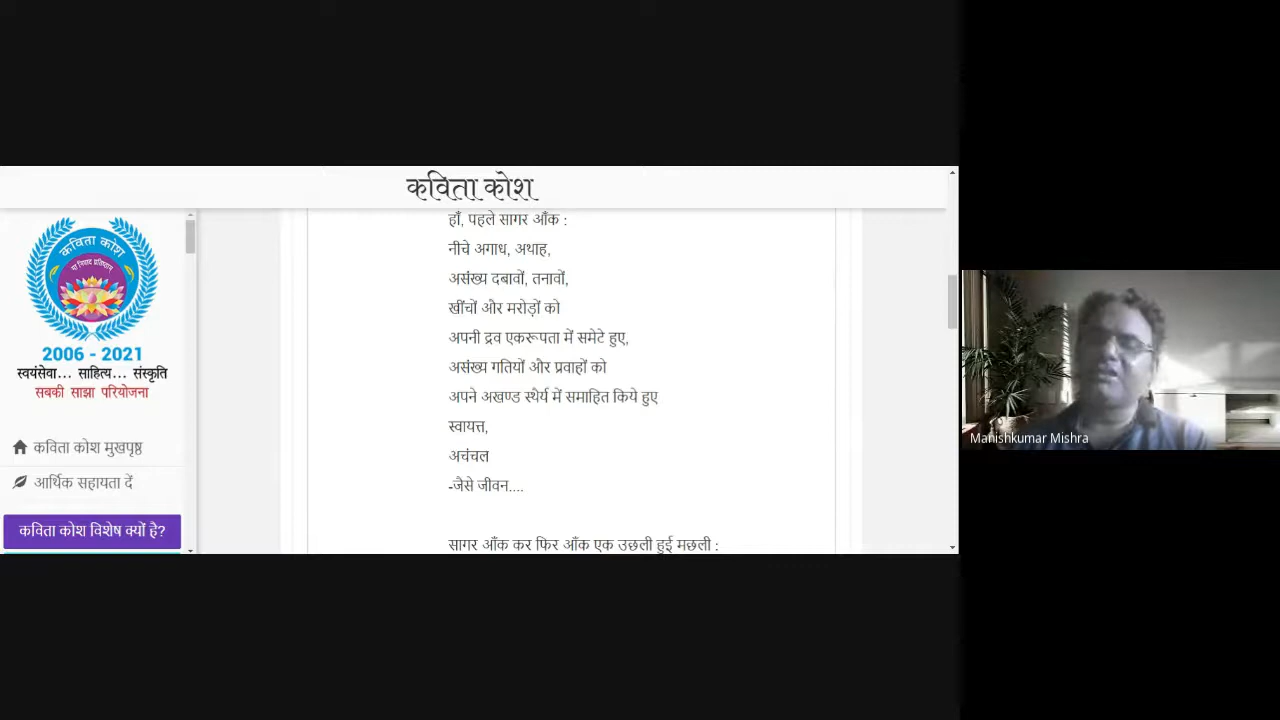 कविता कोश
हाँ, पहले सागर आँक :
नीचे अगाध, अथाह,
असंख्य दबावों, तनावों,
खींचों और मरोड़ों को
अपनी द्रव एकरूपता में समेटे हुए,
असंख्य गतियों और प्रवाहों को
अपने अखण्ड स्थैर्य में समाहित किये हुए
स्वायत्त,
अचंचल
-जैसे जीवन....
सागर आँक कर फिर आँक एक उछली हुई मछली :
कविता कोश
2006 - 2021
स्वयंसेवा... साहित्य... संस्कृति
सबकी साझा परियोजना
कविता कोश मुखपृष्ठ
आर्थिक सहायता दें
कविता कोश विशेष क्यों है?
Manishkumar Mishra